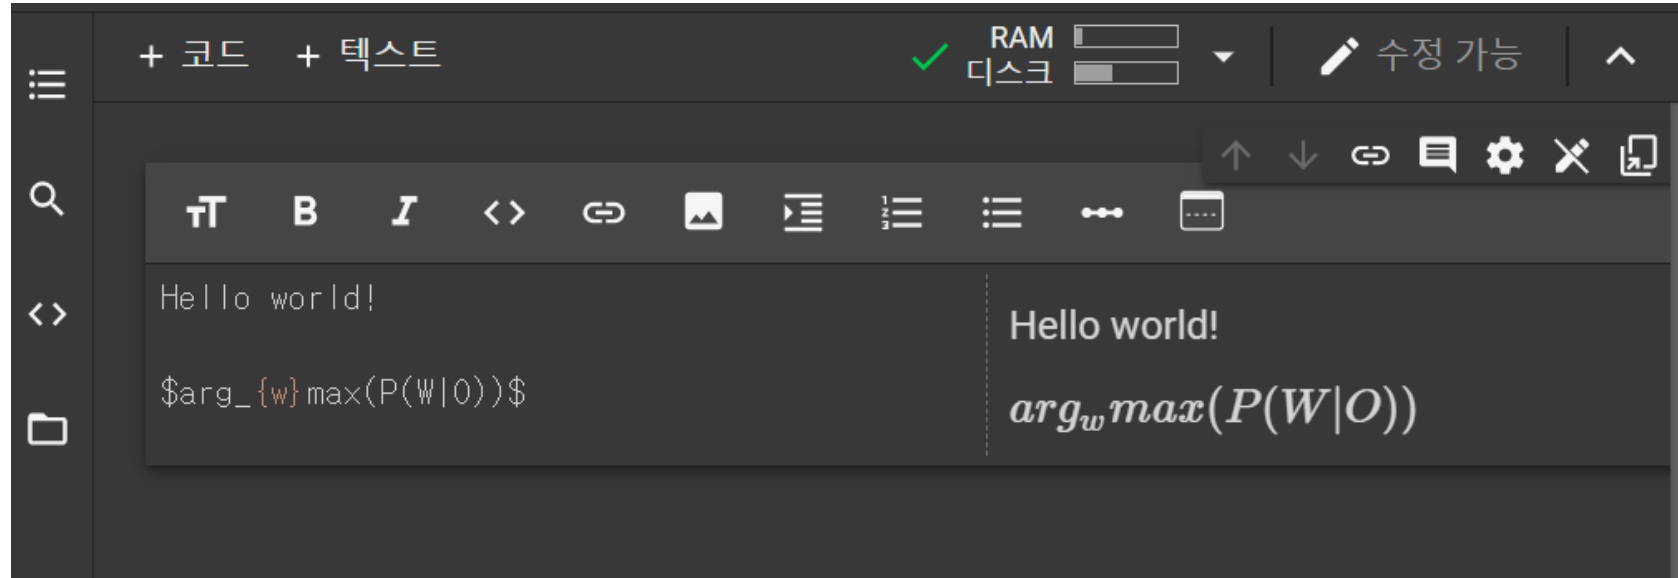 + 코드 + 텍스트
RAM
디스크
수정 가능
Hello world!
$arg_{w}max(P(W|O))$
Hello world!
arg_w max(P(W|O))